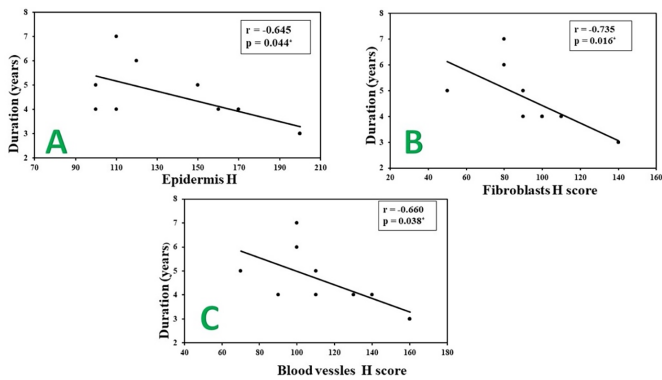 8
7
6
5
4
3
2
Duration (years)
r = -0.645
p = 0.044*
A
70 90 110 130 150 170 190 210
Epidermis H
8
7
6
5
4
3
2
Duration (years)
r = -0.735
p = 0.016*
B
20 40 60 80 100 120 140 160
Fibroblasts H score
8
7
6
5
4
3
2
Duration (years)
r = -0.660
p = 0.038*
C
40 60 80 100 120 140 160 180
Blood vessles H score